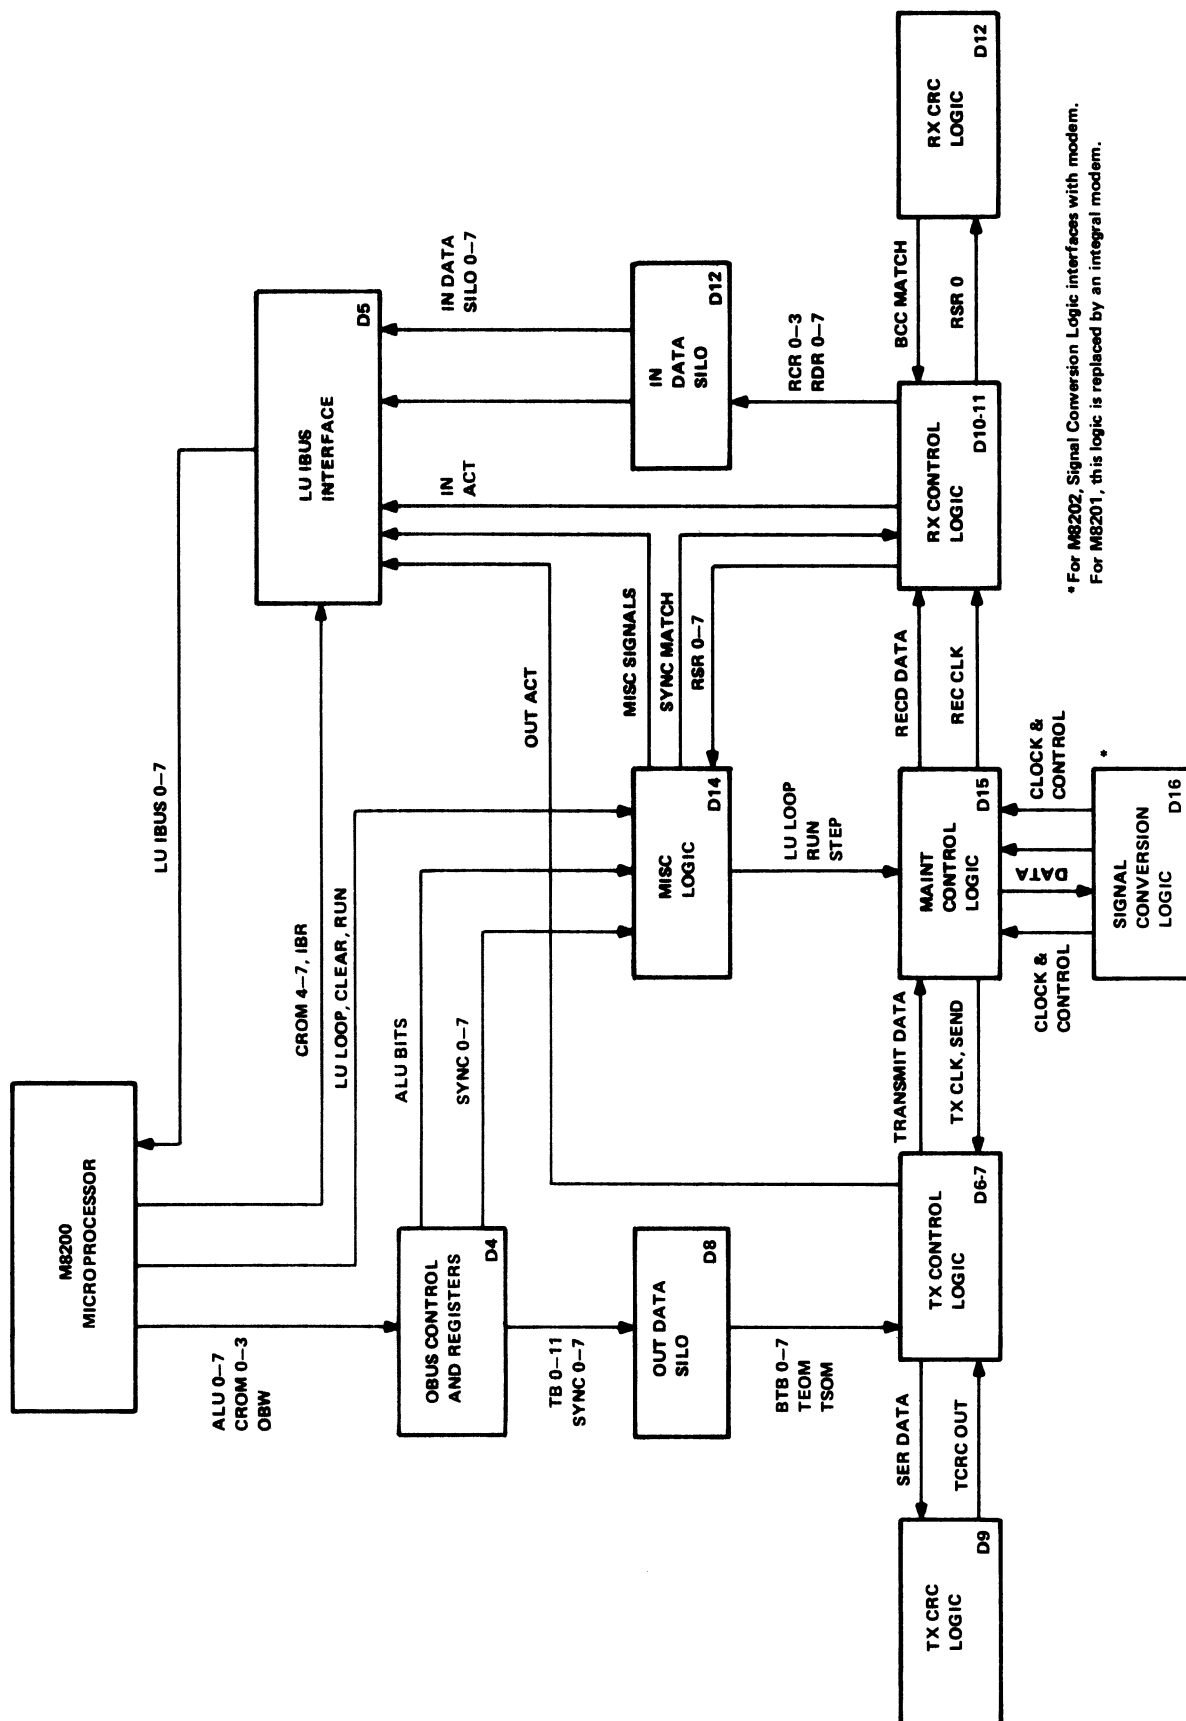 M8200
MICROPROCESSOR
LU IBUS 0–7
ALU 0–7
CROM 0–3
OBW
CROM 4–7, IBR
LU LOOP, CLEAR, RUN
LU IBUS
INTERFACE
D5
OBUS CONTROL
AND REGISTERS
D4
ALU BITS
SYNC 0–7
IN
ACT
IN DATA
SILO 0–7
TB 0–11
SYNC 0–7
OUT ACT
OUT DATA
SILO
D8
MISC
LOGIC
D14
MISC SIGNALS
SYNC MATCH
RSR 0–7
IN
DATA
SILO
D12
BTB 0–7
TEOM
TSOM
LU LOOP
RUN
STEP
RCR 0–3
RDR 0–7
TX CRC
LOGIC
D9
SER DATA
TCRC OUT
TX CONTROL
LOGIC
D6-7
TRANSMIT DATA
TX CLK, SEND
MAINT
CONTROL
LOGIC
D15
RECD DATA
REC CLK
RX CONTROL
LOGIC
D10-11
BCC MATCH
RSR 0
RX CRC
LOGIC
D12
CLOCK &
CONTROL
DATA
CLOCK &
CONTROL
SIGNAL
CONVERSION
LOGIC
D16
*
* For M8202, Signal Conversion Logic interfaces with modem.
For M8201, this logic is replaced by an integral modem.